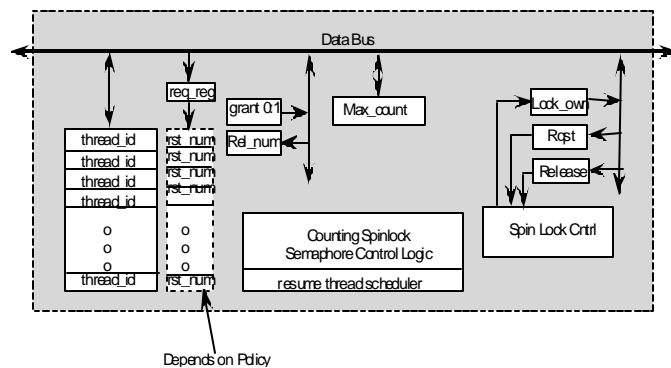 Data Bus
req_reg
grant 0:1
Max_count
Lock_own
thread_id
rst_num
Rel_num
Rqst
thread_id
rst_num
thread_id
rst_num
Release
thread_id
rst_num
o
o
o
o
o
o
Counting Spinlock
Semaphore Control Logic
Spin Lock Cntrl
thread_id
rst_num
resume thread scheduler
Depends on Policy